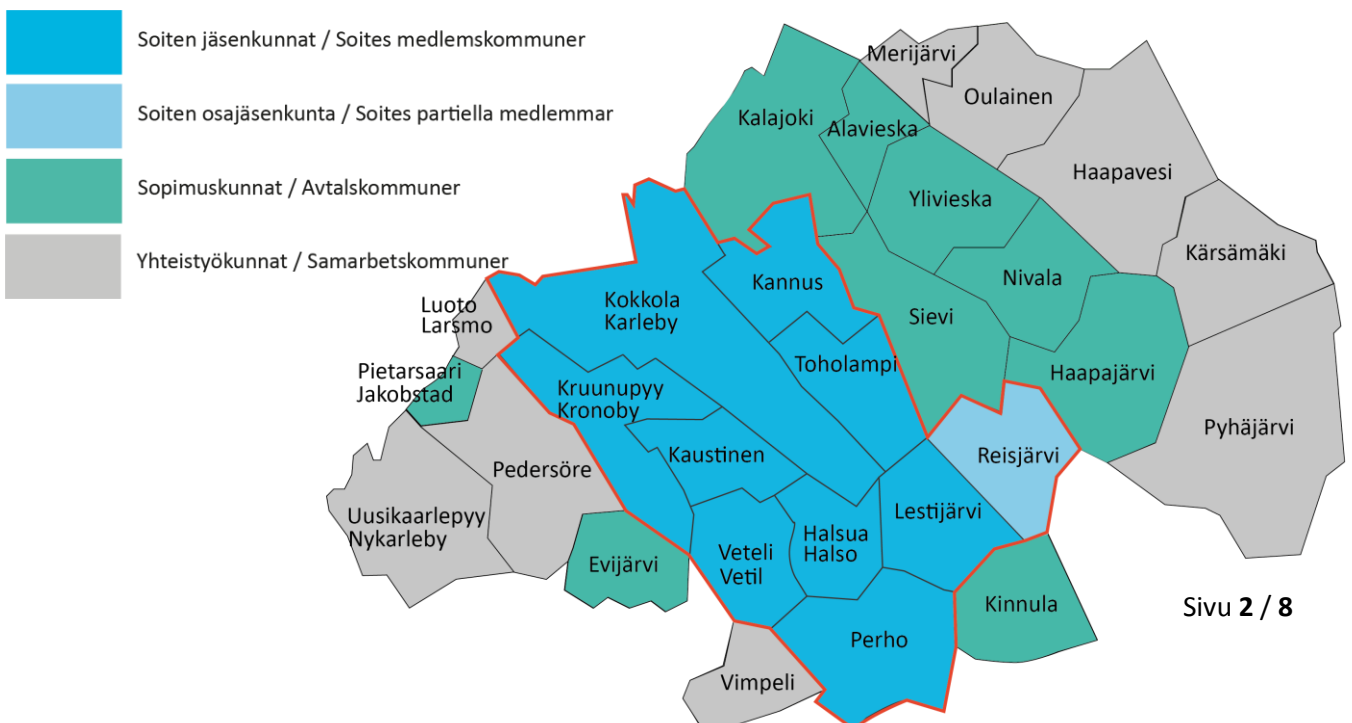 Soiten jäsenkunnat / Soites medlemskommuner
Soiten osajäsenkunta / Soites partiella medlemmar
Sopimuskunnat / Avtalskommuner
Yhteistyökunnat / Samarbetskommuner
Merijärvi
Oulainen
Kalajoki
Alavieska
Haapavesi
Ylivieska
Kärsämäki
Nivala
Kannus
Luoto
Larsmo
Kokkola
Karleby
Sievi
Pietarsaari
Jakobstad
Toholampi
Haapajärvi
Kruunupyy
Kronoby
Pyhäjärvi
Kaustinen
Reisjärvi
Pedersöre
Lestijärvi
Uusikaarlepyy
Nykarleby
Halsua
Halso
Veteli
Vetil
Evijärvi
Kinnula
Sivu 2 / 8
Perho
Vimpeli